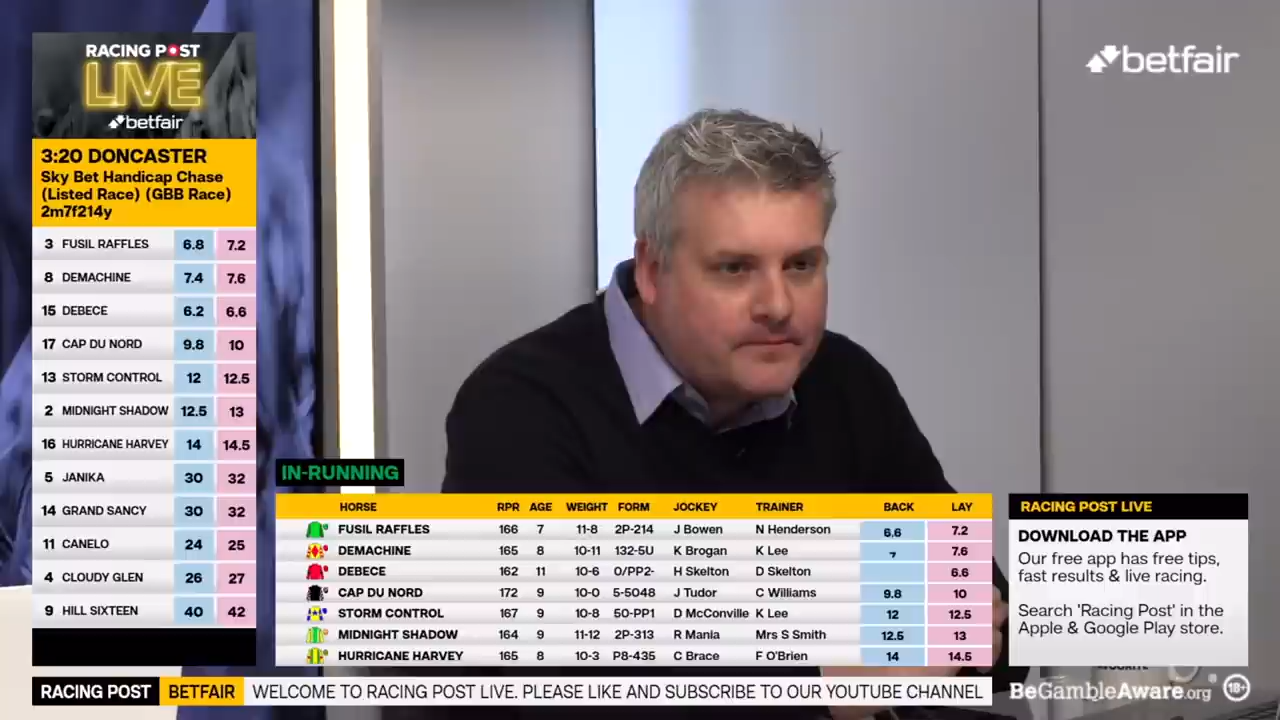 RACING POST
LIVE
betfair
betfair
3:20 DONCASTER
Sky Bet Handicap Chase
(Listed Race) (GBB Race)
2m7f214y
3 FUSIL RAFFLES 6.8 7.2
8 DEMACHINE 7.4 7.6
15 DEBECE 6.2 6.6
17 CAP DU NORD 9.8 10
13 STORM CONTROL 12 12.5
2 MIDNIGHT SHADOW 12.5 13
16 HURRICANE HARVEY 14 14.5
5 JANIKA 30 32
14 GRAND SANCY 30 32
11 CANELO 24 25
4 CLOUDY GLEN 26 27
9 HILL SIXTEEN 40 42
IN-RUNNING
HORSE RPR AGE WEIGHT FORM JOCKEY TRAINER BACK LAY
FUSIL RAFFLES 166 7 11-8 2P-214 J Bowen N Henderson 6.6 7.2
DEMACHINE 165 8 10-11 132-5U K Brogan K Lee 7 7.6
DEBECE 162 11 10-6 0/PP2- H Skelton D Skelton 6.6
CAP DU NORD 172 9 10-0 5-5048 J Tudor C Williams 9.8 10
STORM CONTROL 167 9 10-8 50-PP1 D McConville K Lee 12 12.5
MIDNIGHT SHADOW 164 9 11-12 2P-313 R Mania Mrs S Smith 12.5 13
HURRICANE HARVEY 165 8 10-3 P8-435 C Brace F O'Brien 14 14.5
RACING POST LIVE
DOWNLOAD THE APP
Our free app has free tips,
fast results & live racing.
Search 'Racing Post' in the
Apple & Google Play store.
RACING POST BETFAIR WELCOME TO RACING POST LIVE. PLEASE LIKE AND SUBSCRIBE TO OUR YOUTUBE CHANNEL
BeGambleAware.org 18+